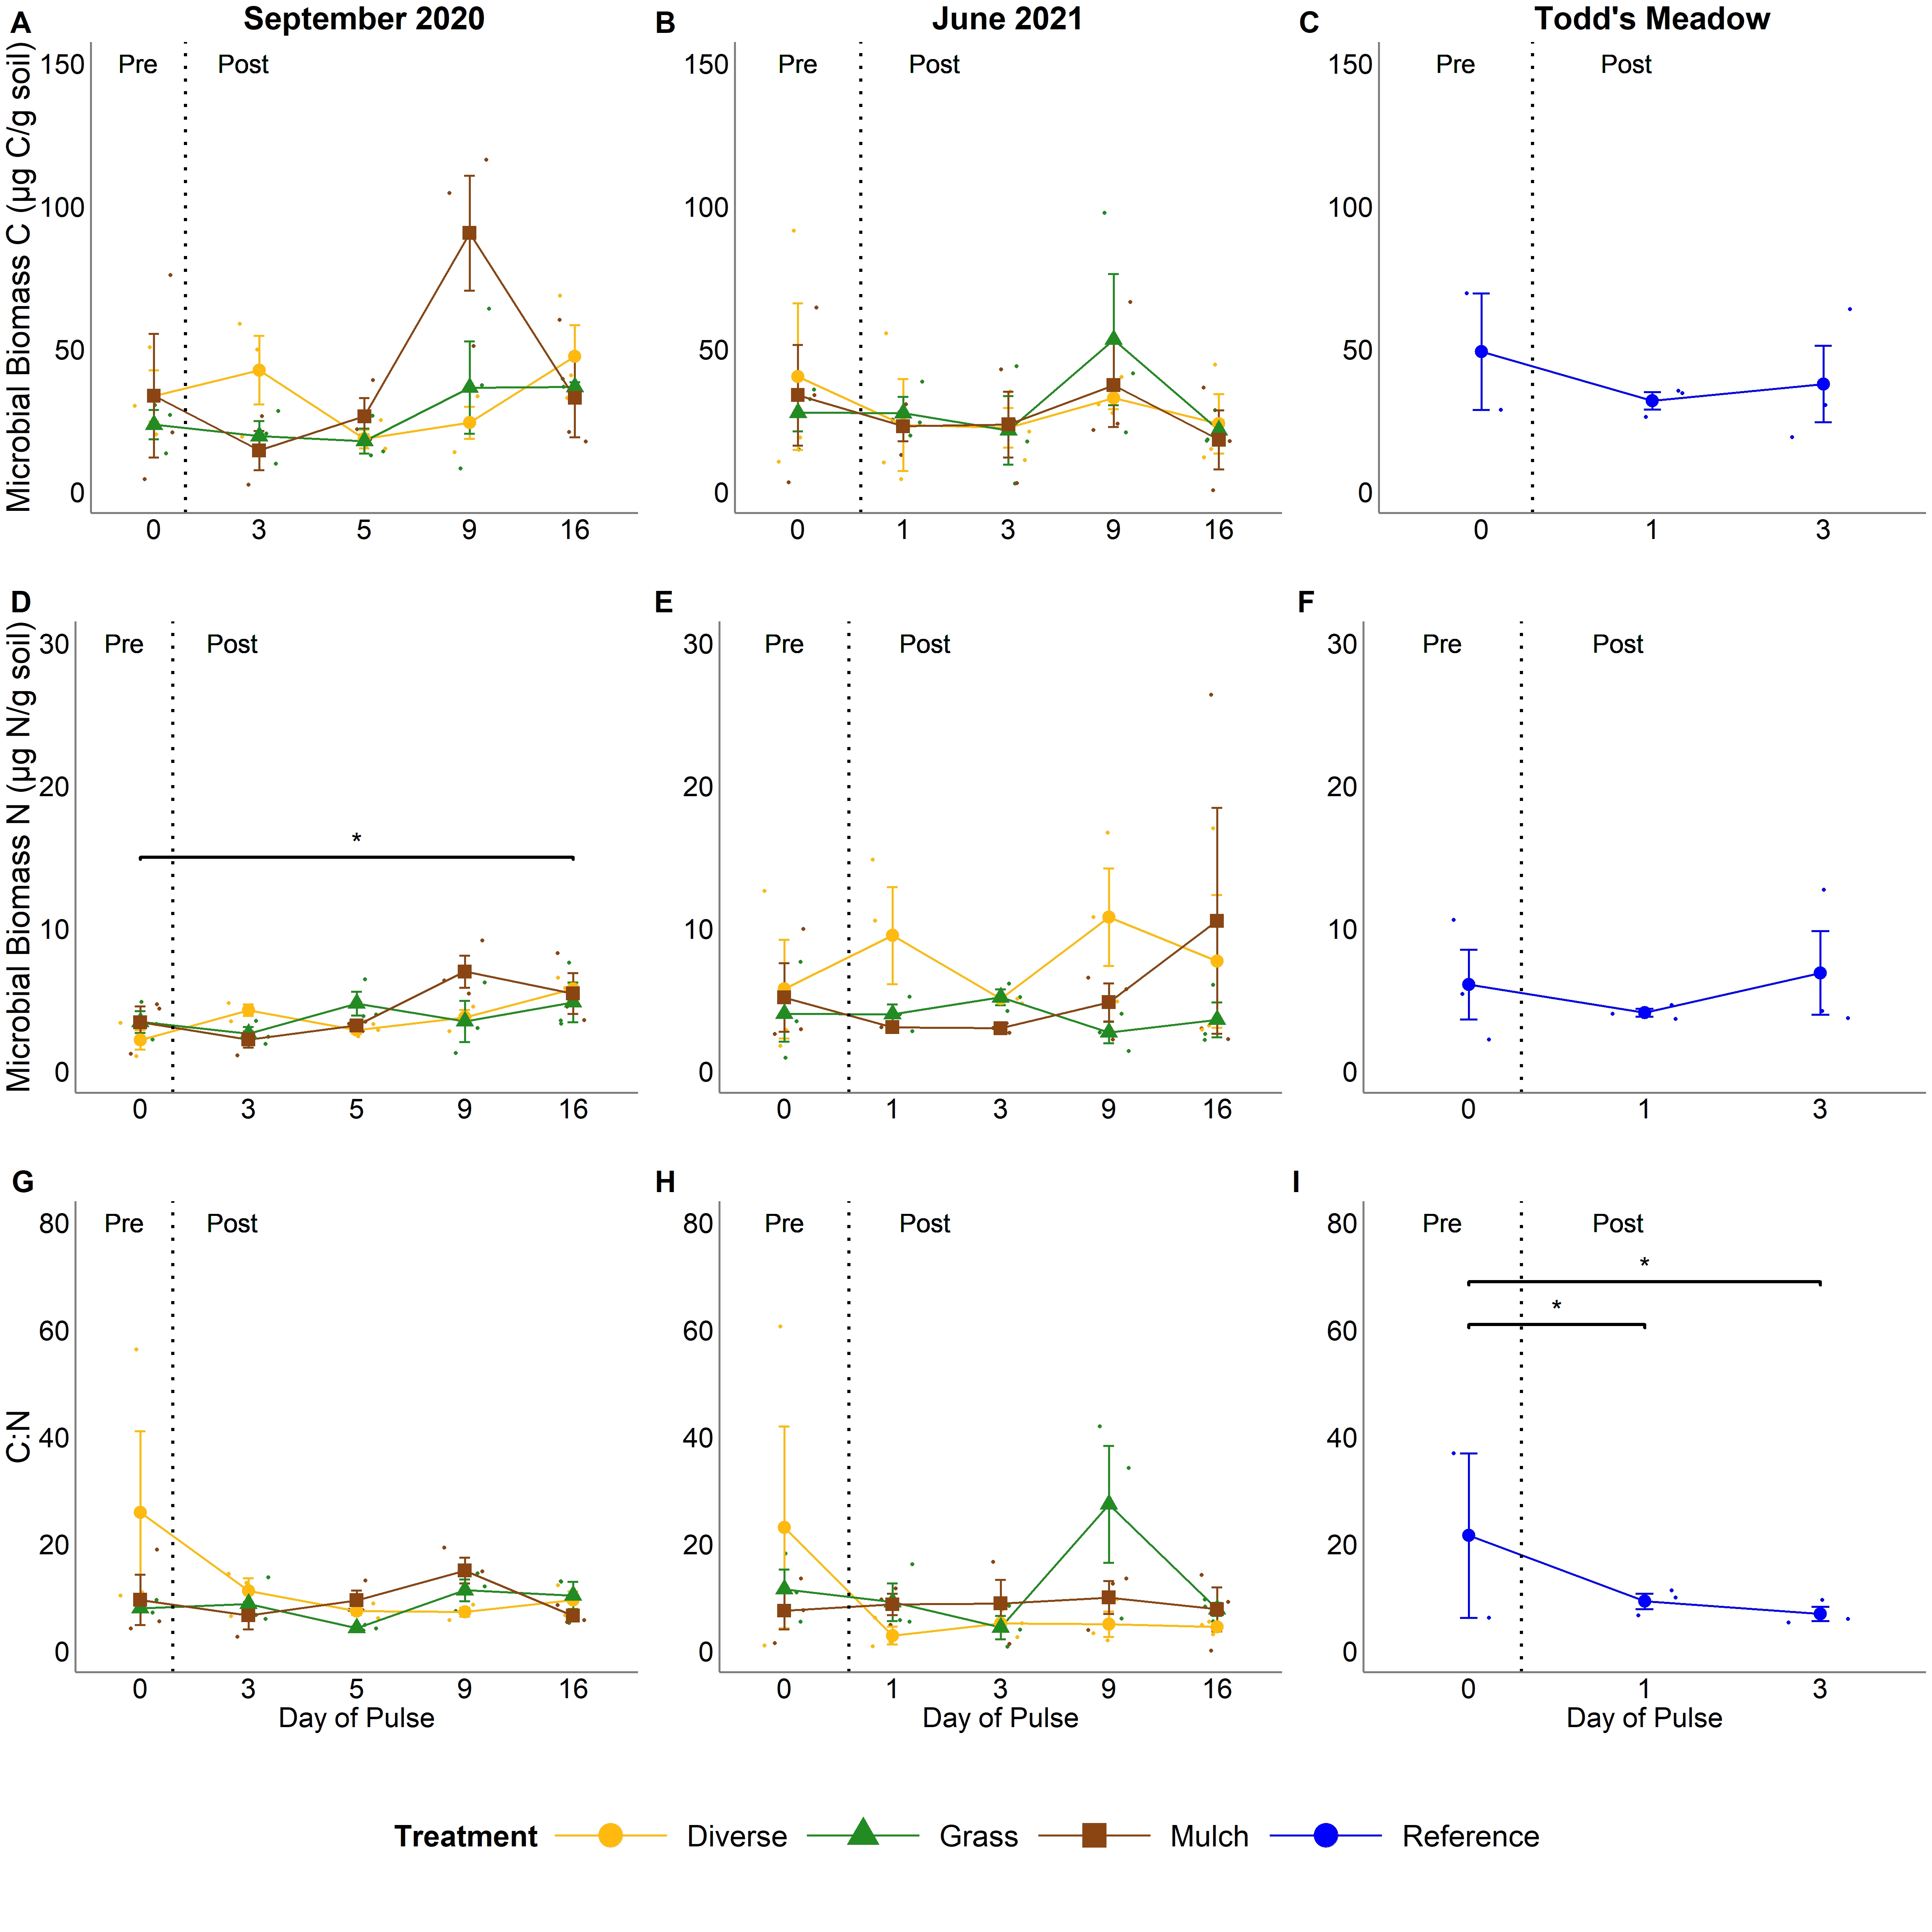 A September 2020 B June 2021 C Todd's Meadow
Microbial Biomass C (µg C/g soil)
150 Pre Post
100
50
0
0 3 5 9 16
150 Pre Post
100
50
0
0 1 3 9 16
150 Pre Post
100
50
0
0 1 3
D E F
Microbial Biomass N (µg N/g soil)
30 Pre Post
20
*
10
0
0 3 5 9 16
30 Pre Post
20
10
0
0 1 3 9 16
30 Pre Post
20
10
0
0 1 3
G H I
C:N
80 Pre Post
60
40
20
0
0 3 5 9 16
Day of Pulse
80 Pre Post
60
40
20
0
0 1 3 9 16
Day of Pulse
80 Pre Post
*
*
60
40
20
0
0 1 3
Day of Pulse
Treatment Diverse Grass Mulch Reference